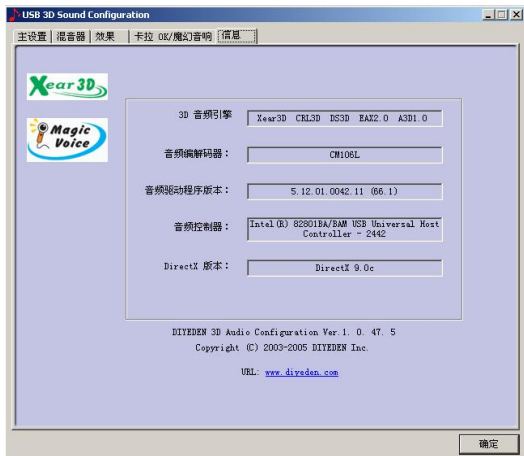 USB 3D Sound Configuration
主设置 混音器 效果 卡拉 OK/魔幻音响 信息
Xear 3D
Magic
Voice
3D 音频引擎 Xear3D CRL3D DS3D EAX2.0 A3D1.0
音频编解码器： CM106L
音频驱动程序版本： 5.12.01.0042.11 (66.1)
音频控制器： Intel(R) 82801BA/BAM USB Universal Host
Controller - 2442
DirectX 版本： DirectX 9.0c
DIYEDEN 3D Audio Configuration Ver.1. 0. 47. 5
Copyright (C) 2003-2005 DIYEDEN Inc.
URL: www.diyeden.com
确定